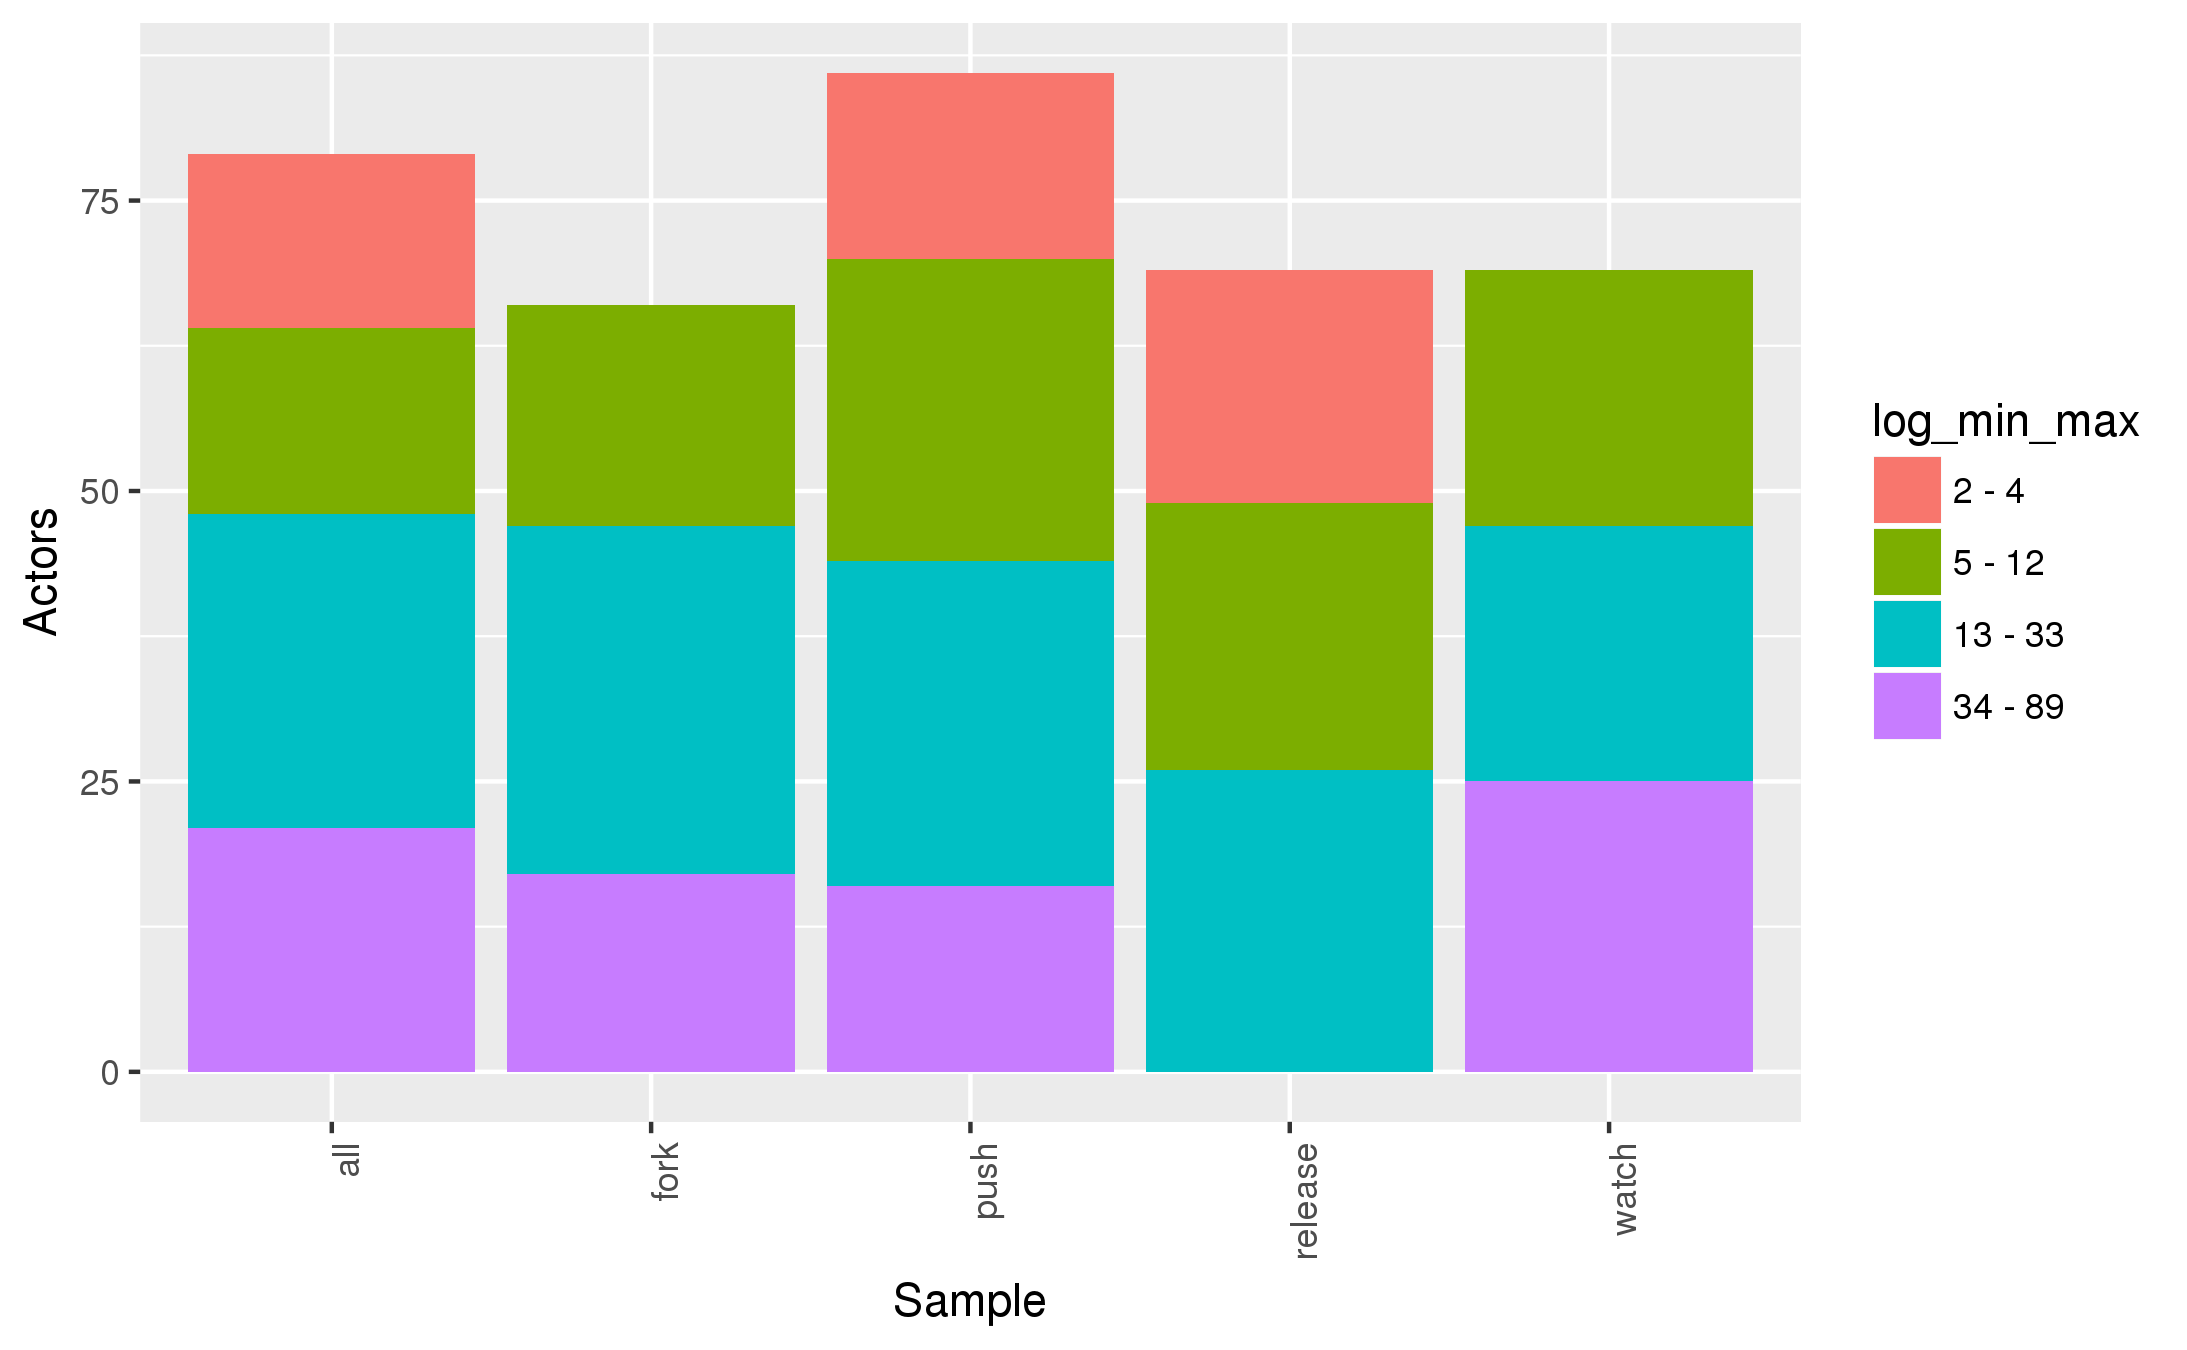 Actors
75
50
25
0
all
fork
push
release
watch
Sample
log_min_max
2 - 4
5 - 12
13 - 33
34 - 89